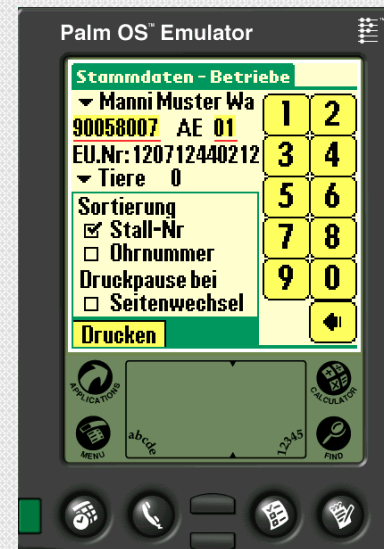 Palm OS™ Emulator
Stammdaten - Betriebe
Manni Muster Wa
90058007 AE 01
EU.Nr: 120712440212
Tiere 0
Sortierung
Stall-Nr
Ohrnummer
Druckpause bei
Seitenwechsel
Drucken
1 2
3 4
5 6
7 8
9 0
APPLICATIONS
MENU
abcde
12345
CALCULATOR
FIND